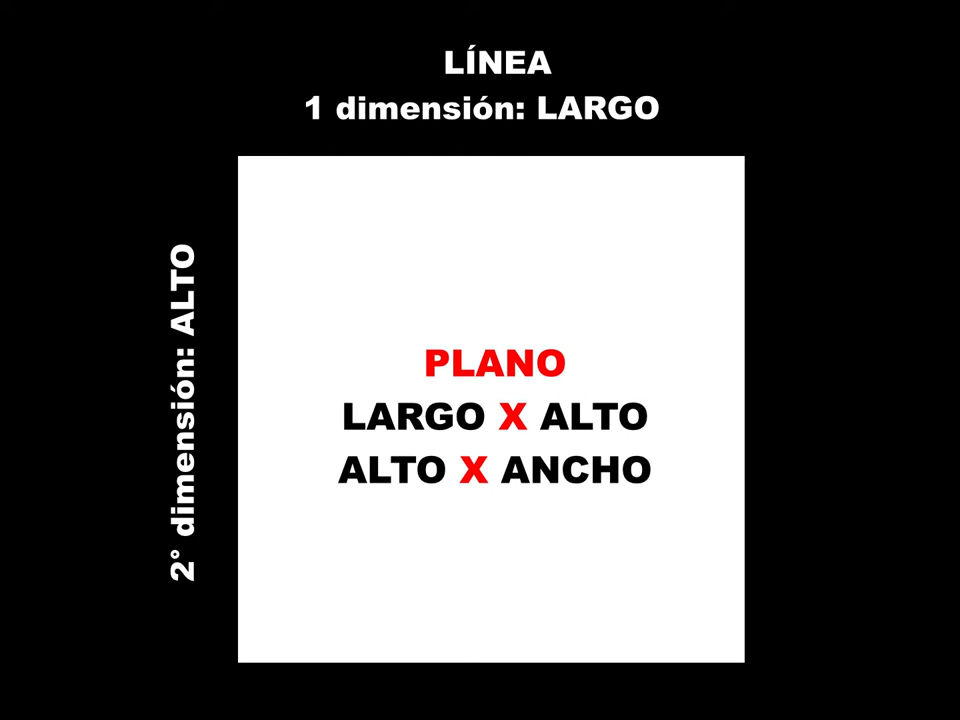 LÍNEA
1 dimensión: LARGO
2° dimensión: ALTO
PLANO
LARGO X ALTO
ALTO X ANCHO